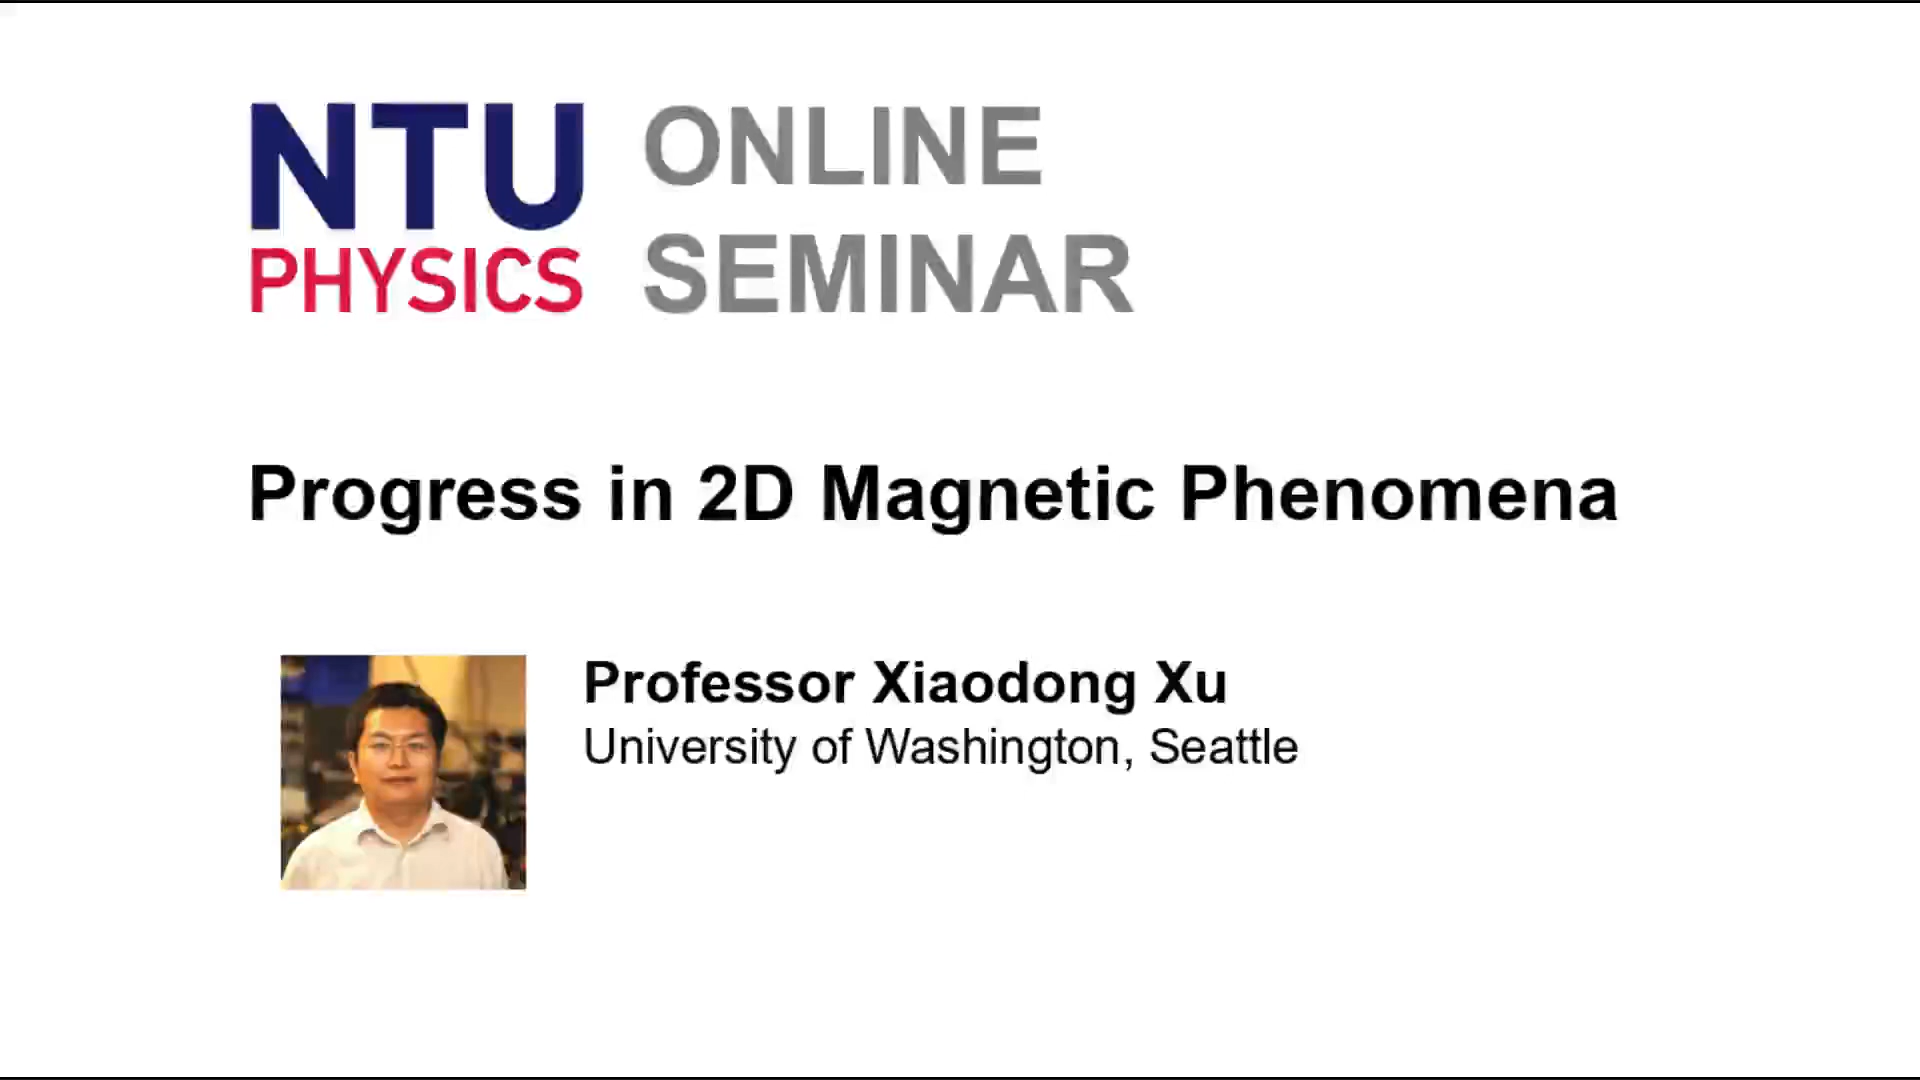 NTU
PHYSICS
ONLINE
SEMINAR
Progress in 2D Magnetic Phenomena
Professor Xiaodong Xu
University of Washington, Seattle